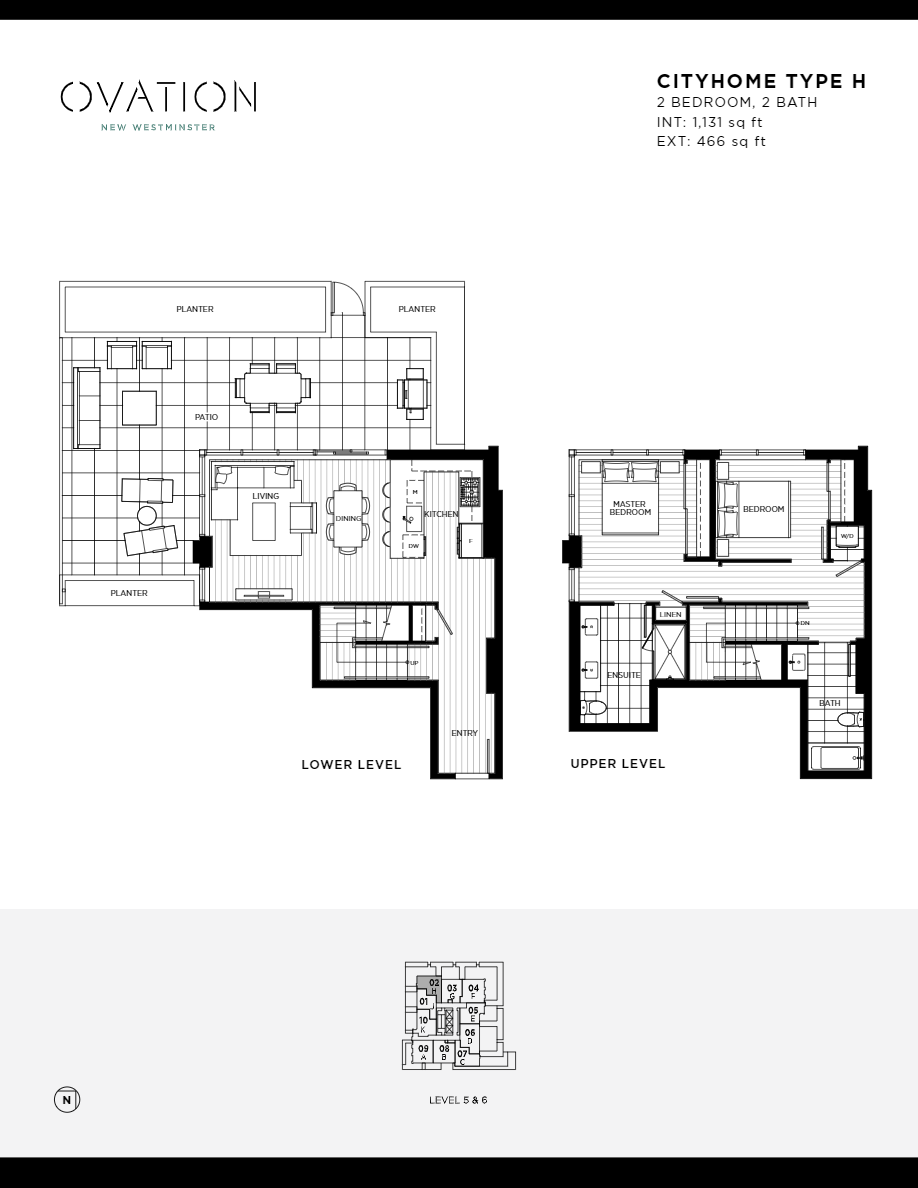 OVATION
NEW WESTMINSTER
CITYHOME TYPE H
2 BEDROOM, 2 BATH
INT: 1,131 sq ft
EXT: 466 sq ft
PLANTER
PLANTER
PATIO
LIVING
DINING
M
KITCHEN
DW
F
PLANTER
UP
ENTRY
LOWER LEVEL
MASTER
BEDROOM
BEDROOM
W/D
LINEN
DN
ENSUITE
BATH
UPPER LEVEL
02
H
03
G
04
F
01
05
E
10
K
06
D
09
A
08
B
07
C
LEVEL 5 & 6
N